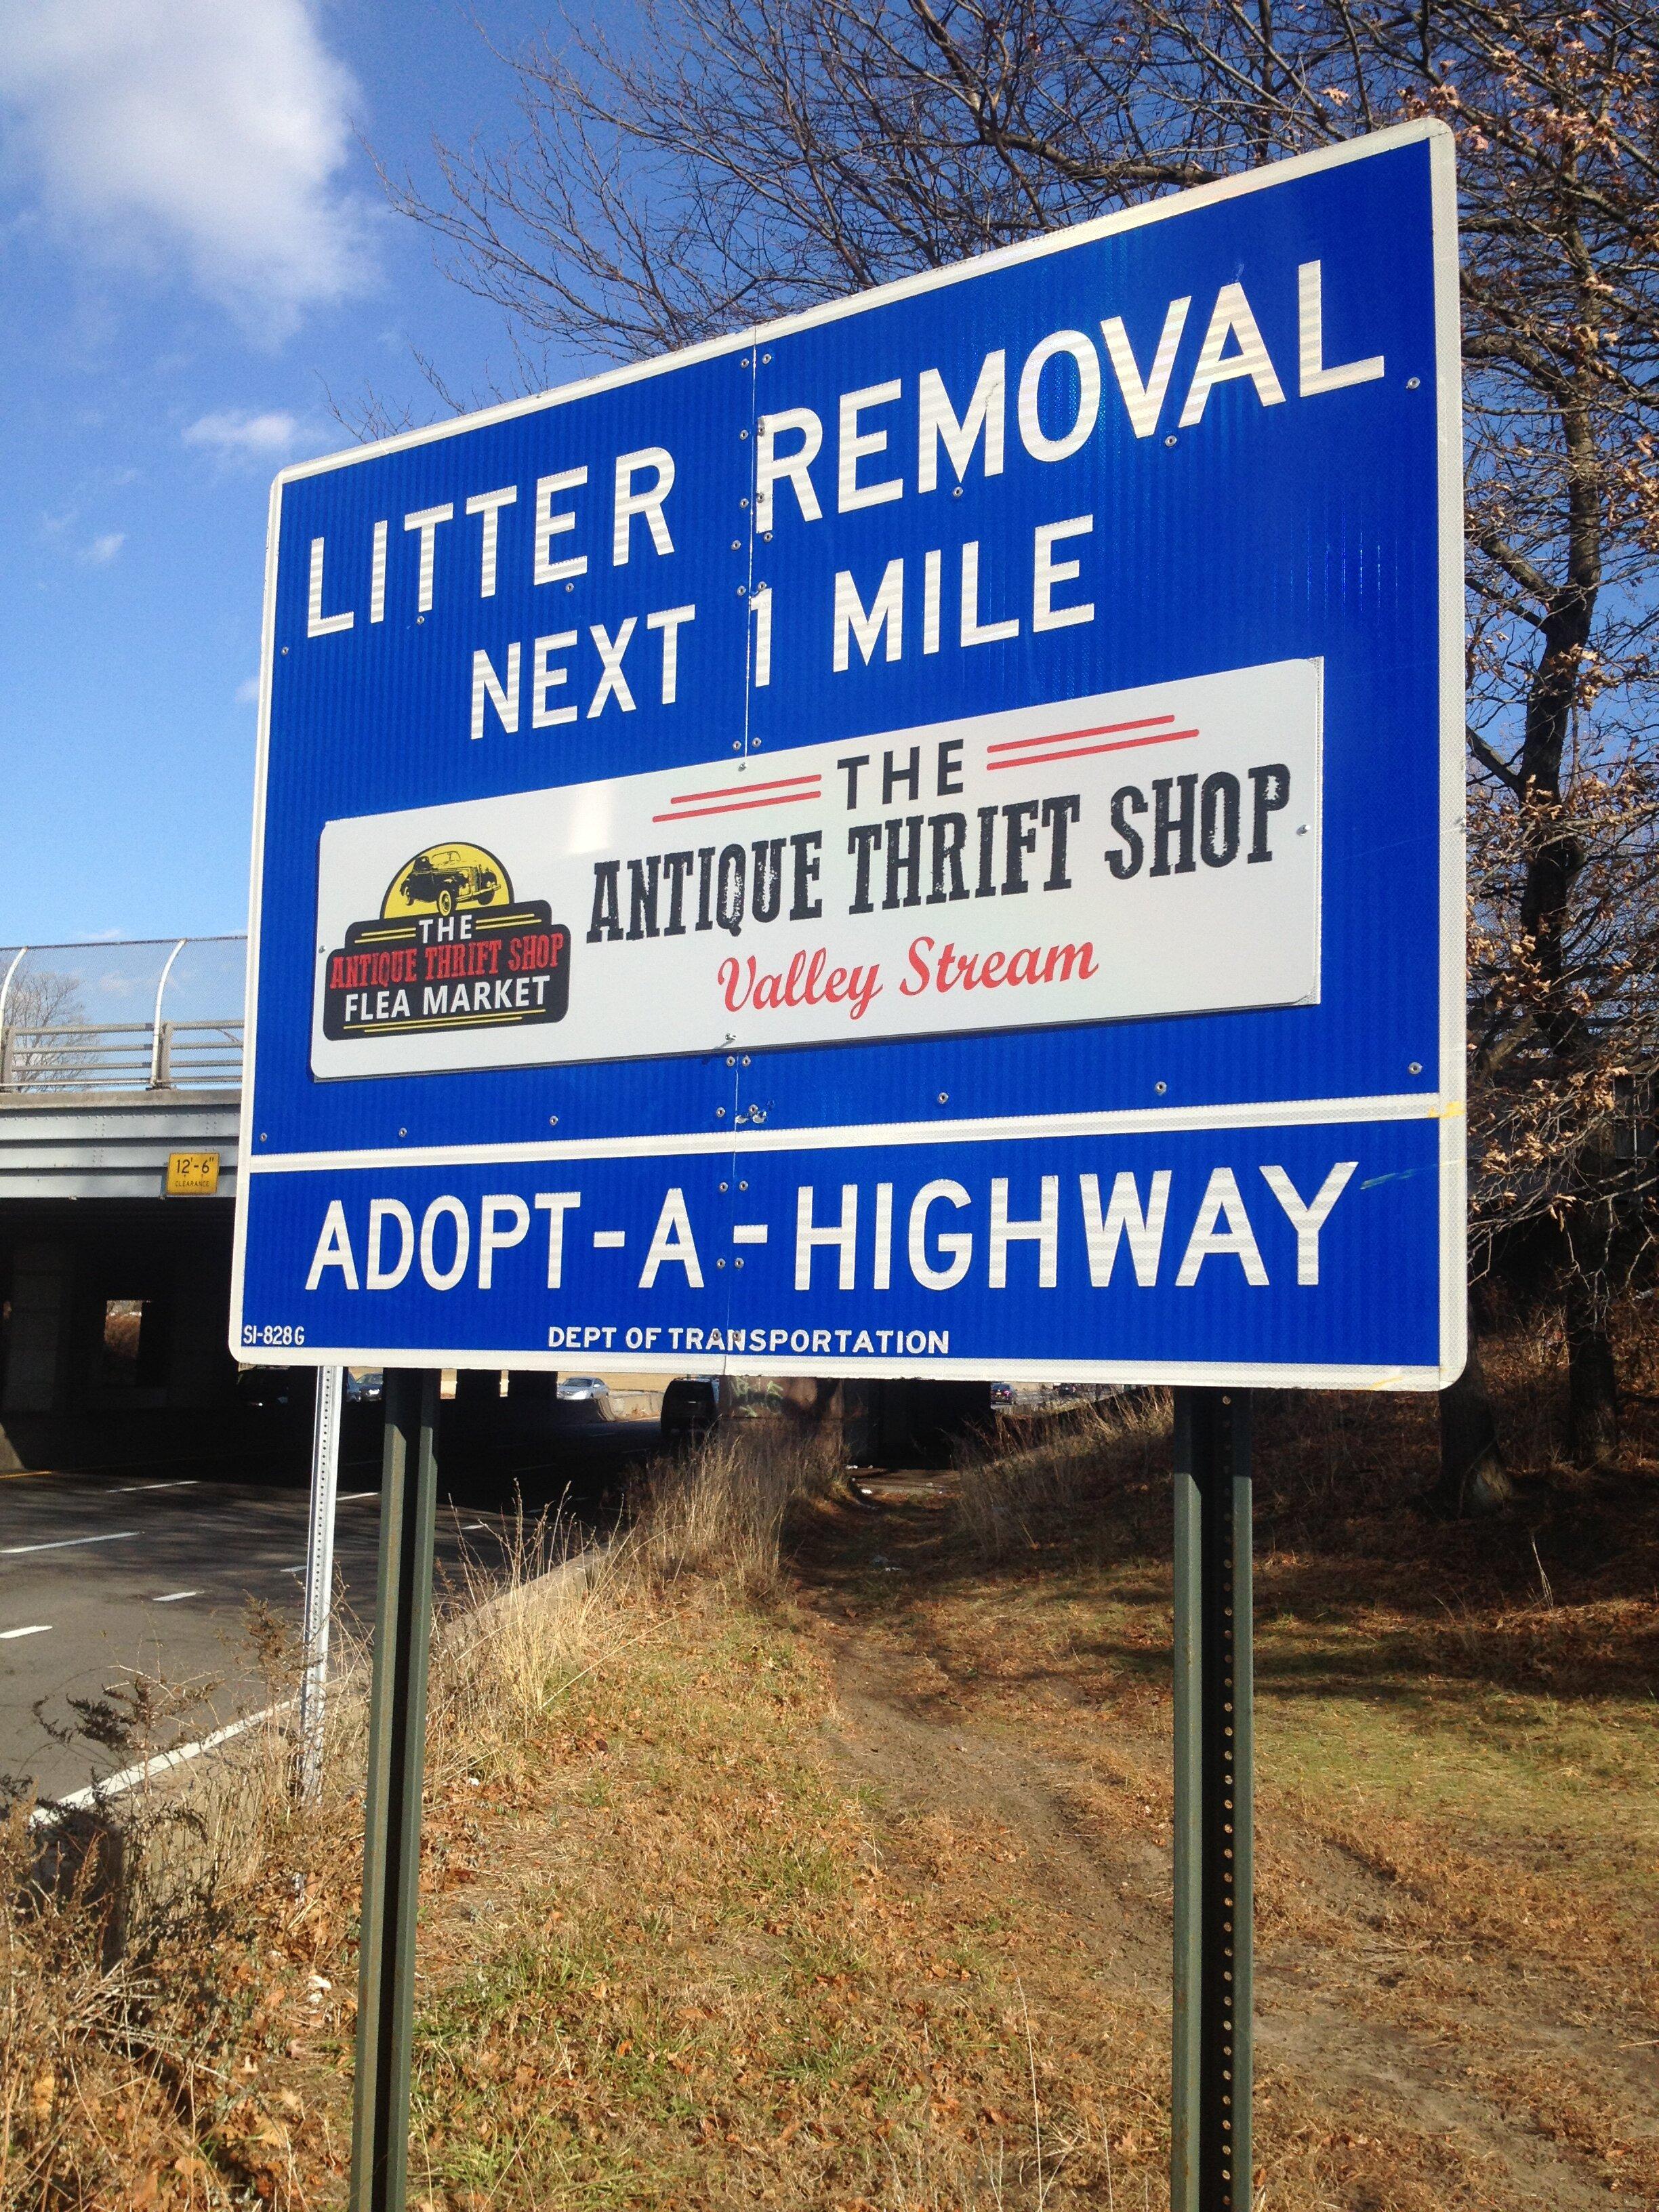 LITTER REMOVAL
NEXT 1 MILE
THE
ANTIQUE THRIFT SHOP
Valley Stream
THE
ANTIQUE THRIFT SHOP
FLEA MARKET
ADOPT-A-HIGHWAY
SI-828G
DEPT OF TRANSPORTATION
12'-6"
CLEARANCE